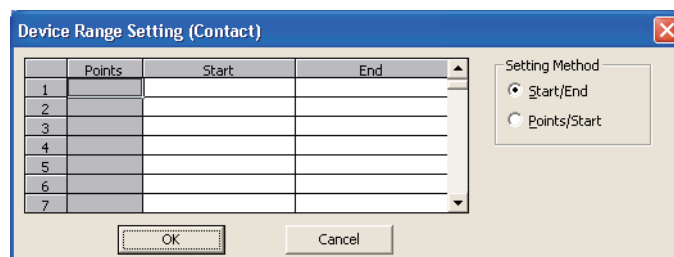 Device Range Setting (Contact)
Points Start End
1
2
3
4
5
6
7
Setting Method
Start/End
Points/Start
OK Cancel